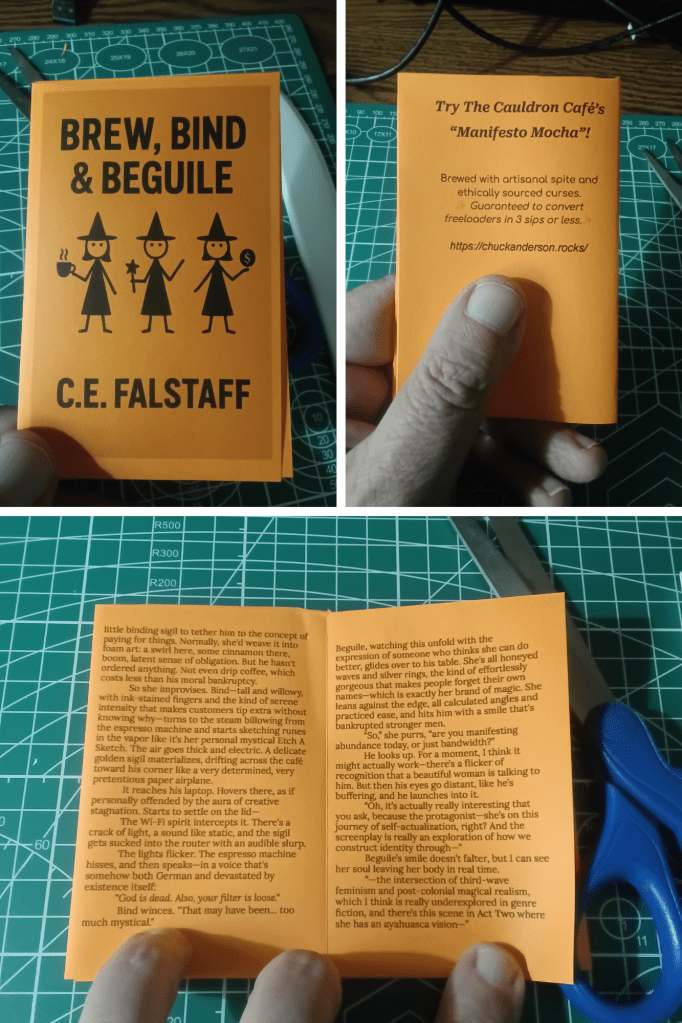 BREW, BIND
& BEGUILE
$
C.E. FALSTAFF
Try The Cauldron Café's
"Manifesto Mocha"!
Brewed with artisanal spite and
ethically sourced curses.
✨ Guaranteed to convert
freeloaders in 3 sips or less.✨
https://chuckanderson.rocks/
R500
R300
R200
little binding sigil to tether him to the concept of
paying for things. Normally, she'd weave it into
foam art: a swirl here, some cinnamon there,
boom, latent sense of obligation. But he hasn't
ordered anything. Not even drip coffee, which
costs less than his moral bankruptcy.
So she improvises. Bind—tall and willowy,
with ink-stained fingers and the kind of serene
intensity that makes customers tip extra without
knowing why—turns to the steam billowing from
the espresso machine and starts sketching runes
in the vapor like it's her personal mystical Etch A
Sketch. The air goes thick and electric. A delicate
golden sigil materializes, drifting across the café
toward his corner like a very determined, very
pretentious paper airplane.
It reaches his laptop. Hovers there, as if
personally offended by the aura of creative
stagnation. Starts to settle on the lid—
The Wi-Fi spirit intercepts it. There's a
crack of light, a sound like static, and the sigil
gets sucked into the router with an audible slurp.
The lights flicker. The espresso machine
hisses, and then speaks—in a voice that's
somehow both German and devastated by
existence itself:
"God is dead. Also, your filter is loose."
Bind winces. "That may have been... too
much mystical."
Beguile, watching this unfold with the
expression of someone who thinks she can do
better, glides over to his table. She's all honeyed
waves and silver rings, the kind of effortlessly
gorgeous that makes people forget their own
names—which is exactly her brand of magic. She
leans against the edge, all calculated angles and
practiced ease, and hits him with a smile that's
bankrupted stronger men.
"So," she purrs, "are you manifesting
abundance today, or just bandwidth?"
He looks up. For a moment, I think it
might actually work—there's a flicker of
recognition that a beautiful woman is talking to
him. But then his eyes go distant, like he's
buffering, and he launches into it.
"Oh, it's actually really interesting that
you ask, because the protagonist—she's on this
journey of self-actualization, right? And the
screenplay is really an exploration of how we
construct identity through—"
Beguile's smile doesn't falter, but I can see
her soul leaving her body in real time.
"—the intersection of third-wave
feminism and post-colonial magical realism,
which I think is really underexplored in genre
fiction, and there's this scene in Act Two where
she has an ayahuasca vision—"